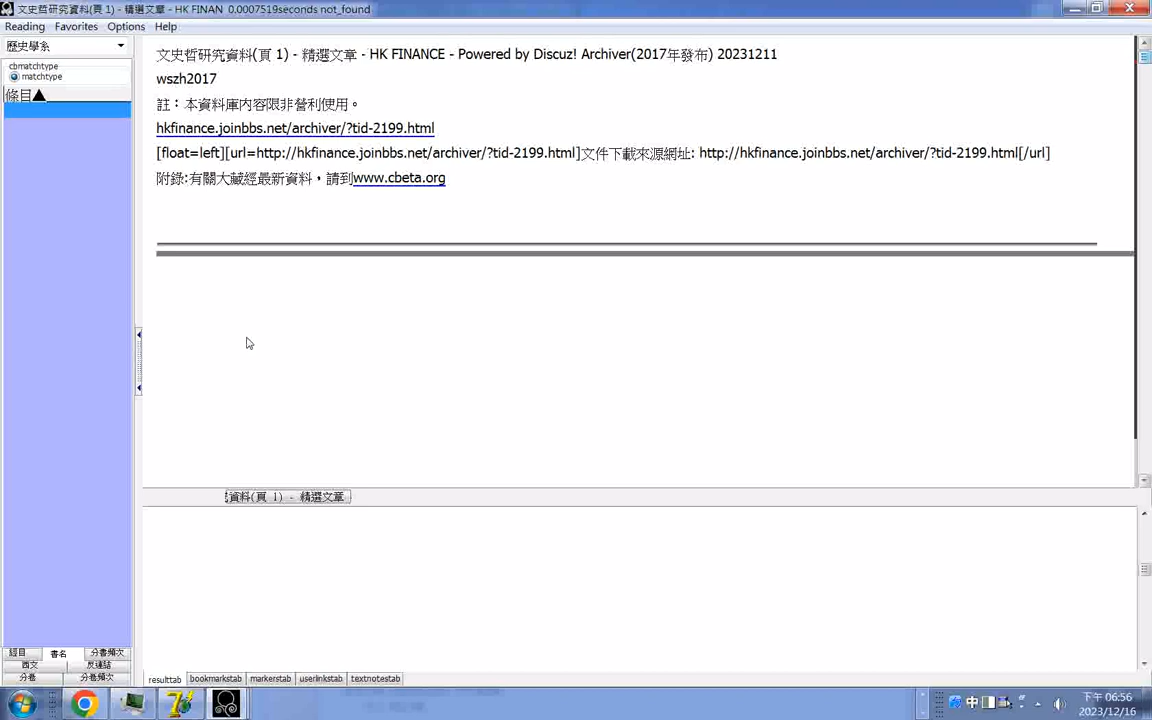 文史哲研究資料(頁 1) - 精選文章 - HK FINAN 0.0007519seconds not_found
Reading Favorites Options Help
歷史學系
cbmatchtype
matchtype
條目▲
文史哲研究資料(頁 1) - 精選文章 - HK FINANCE - Powered by Discuz! Archiver(2017年發布) 20231211
wszh2017
註：本資料庫內容限非營利使用。
hkfinance.joinbbs.net/archiver/?tid-2199.html
[float=left][url=http://hkfinance.joinbbs.net/archiver/?tid-2199.html]文件下載來源網址: http://hkfinance.joinbbs.net/archiver/?tid-2199.html[/url]
附錄:有關大藏經最新資料，請到www.cbeta.org
資料(頁 1) - 精選文章
經目 書名 分書頻次
西文 反連結
分卷 分卷頻次
resulttab bookmarkstab markerstab userlinkstab textnotestab
中
下午 06:56
2023/12/16